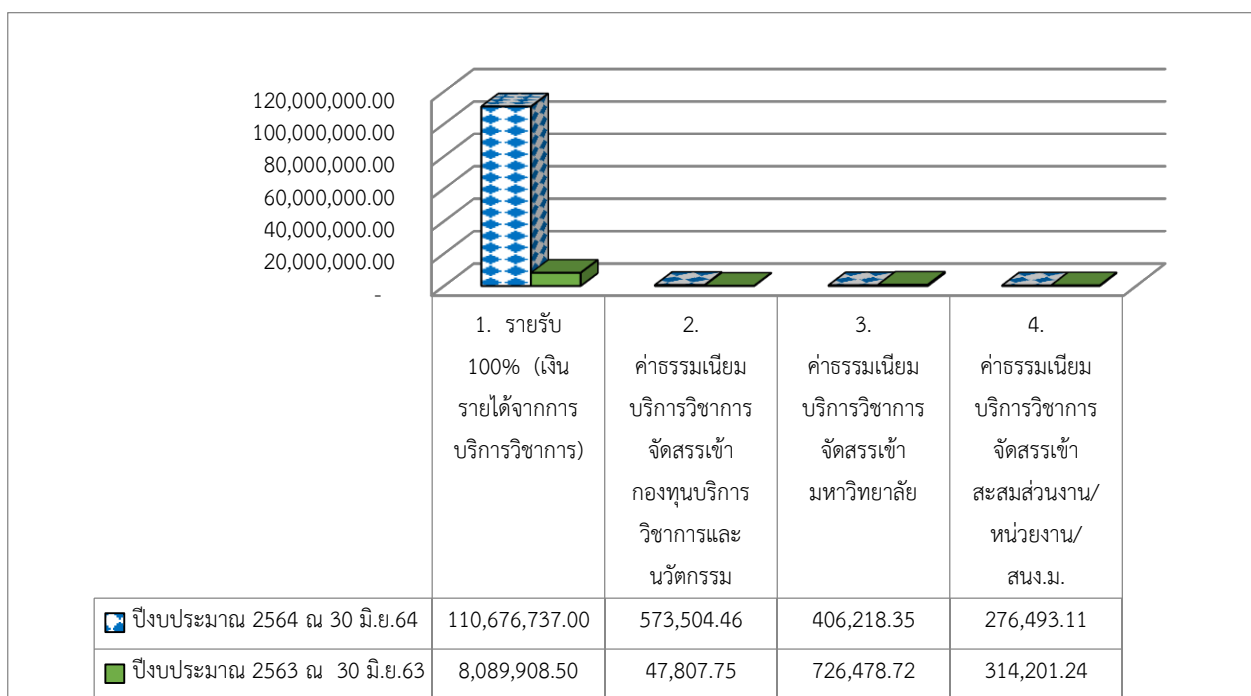 120,000,000.00
100,000,000.00
80,000,000.00
60,000,000.00
40,000,000.00
20,000,000.00
-
1. รายรับ
100% (เงิน
รายได้จากการ
บริการวิชาการ)
2.
ค่าธรรมเนียม
บริการวิชาการ
จัดสรรเข้า
กองทุนบริการ
วิชาการและ
นวัตกรรม
3.
ค่าธรรมเนียม
บริการวิชาการ
จัดสรรเข้า
มหาวิทยาลัย
4.
ค่าธรรมเนียม
บริการวิชาการ
จัดสรรเข้า
สะสมส่วนงาน/
หน่วยงาน/
สนง.ม.
ปีงบประมาณ 2564 ณ 30 มิ.ย.64 110,676,737.00 573,504.46 406,218.35 276,493.11
ปีงบประมาณ 2563 ณ 30 มิ.ย.63 8,089,908.50 47,807.75 726,478.72 314,201.24